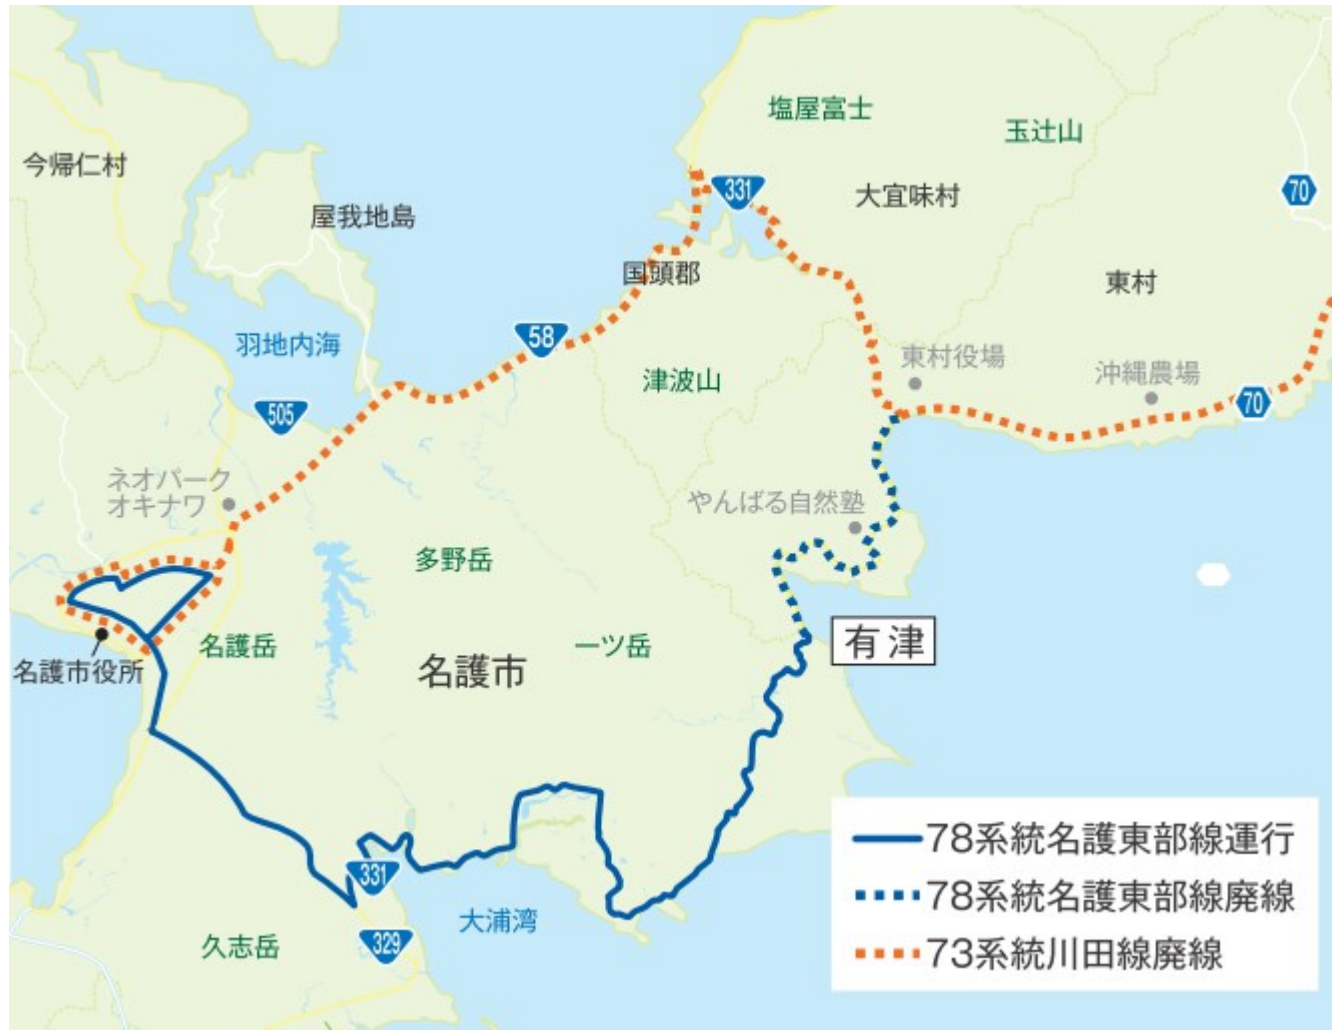 塩屋富士
玉辻山
今帰仁村
331
大宜味村
70
屋我地島
国頭郡
東村
羽地内海
58
東村役場
津波山
沖縄農場
505
70
ネオパーク
オキナワ
やんばる自然塾
多野岳
名護岳
一ツ岳
有津
名護市役所
名護市
78系統名護東部線運行
331
78系統名護東部線廃線
大浦湾
久志岳
329
73系統川田線廃線